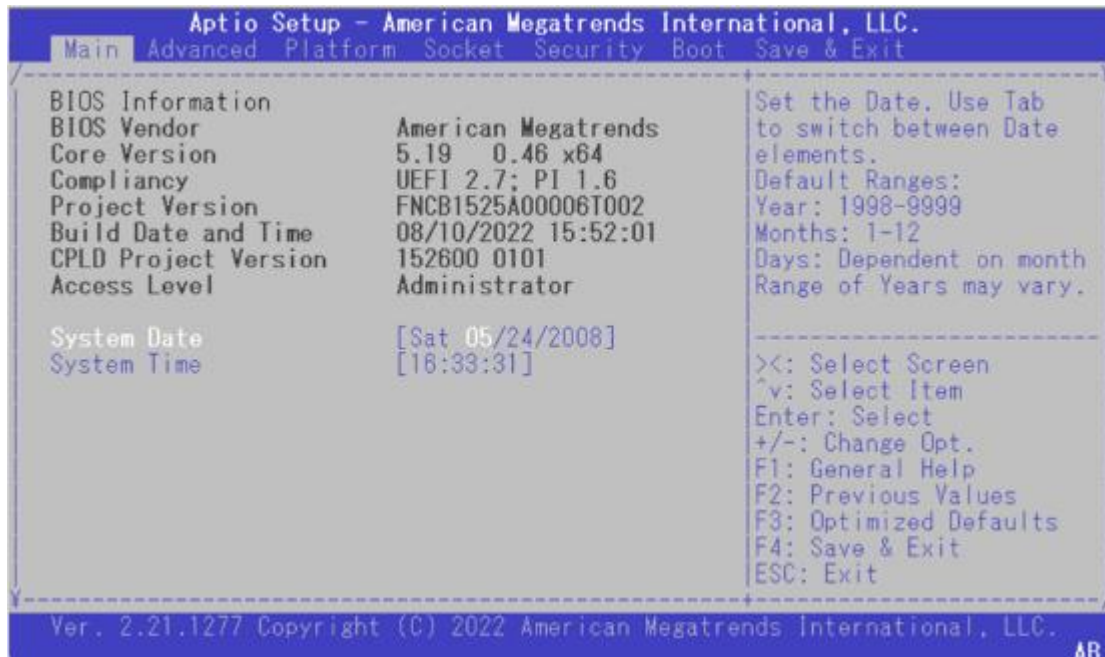 Aptio Setup - American Megatrends International, LLC.
Main Advanced Platform Socket Security Boot Save & Exit
BIOS Information
BIOS Vendor American Megatrends
Core Version 5.19 0.46 x64
Compliancy UEFI 2.7; PI 1.6
Project Version FNCB1525A00006T002
Build Date and Time 08/10/2022 15:52:01
CPLD Project Version 152600 0101
Access Level Administrator
System Date [Sat 05/24/2008]
System Time [16:33:31]
Set the Date. Use Tab
to switch between Date
elements.
Default Ranges:
Year: 1998-9999
Months: 1-12
Days: Dependent on month
Range of Years may vary.
><: Select Screen
^v: Select Item
Enter: Select
+/-: Change Opt.
F1: General Help
F2: Previous Values
F3: Optimized Defaults
F4: Save & Exit
ESC: Exit
Ver. 2.21.1277 Copyright (C) 2022 American Megatrends International, LLC.
AB